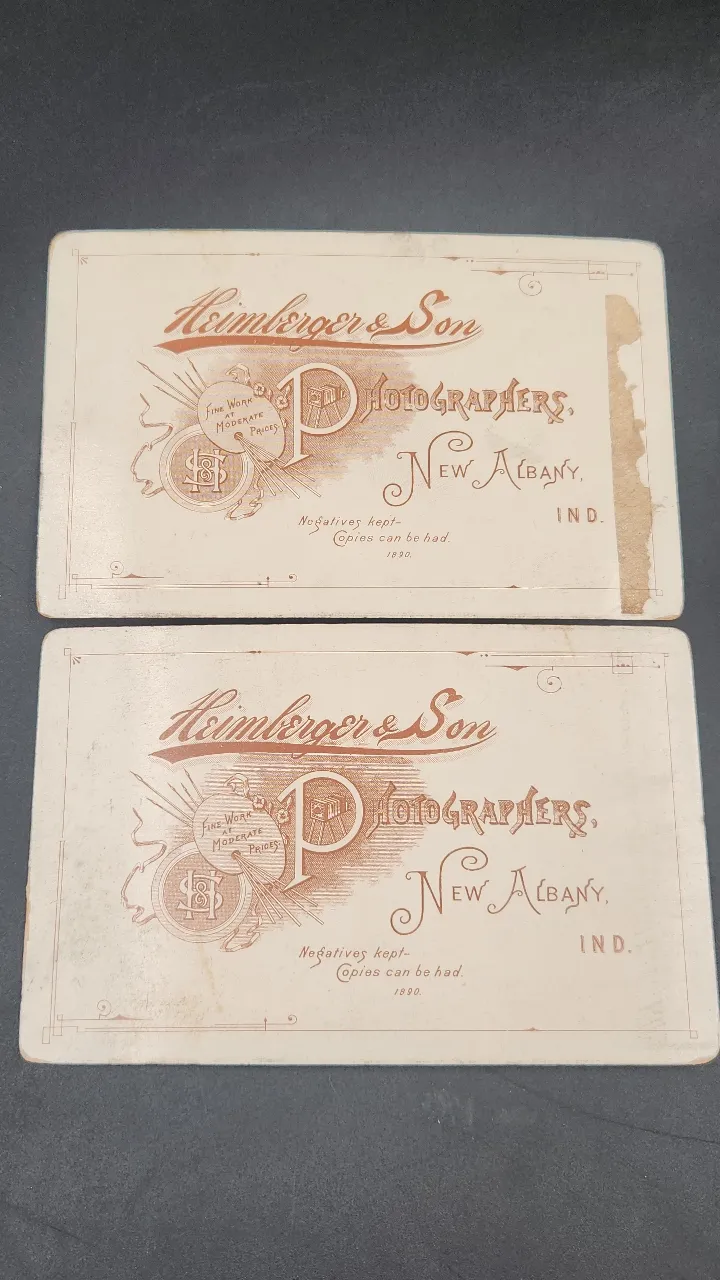 Heimberger & Son
FINE WORK
AT
MODERATE
PRICES.
PHOTOGRAPHERS,
NEW ALBANY,
IND.
H&S
Negatives kept-
Copies can be had.
1890.
Heimberger & Son
FINE WORK
AT
MODERATE
PRICES.
PHOTOGRAPHERS,
NEW ALBANY,
IND.
H&S
Negatives kept-
Copies can be had.
1890.